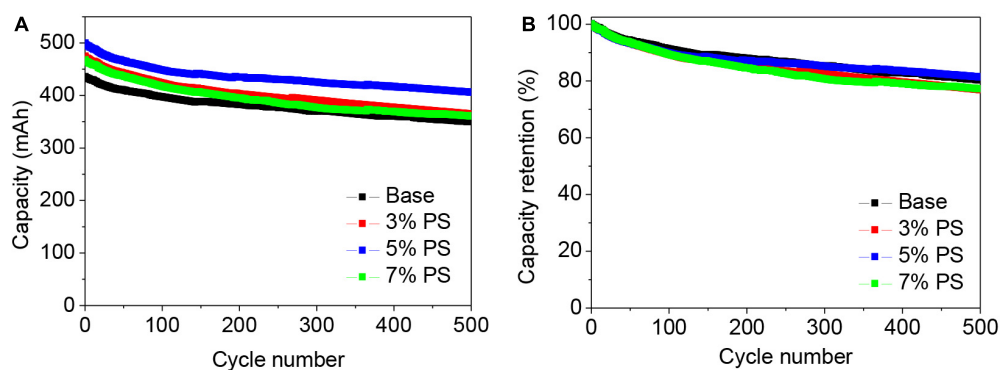 A
Capacity (mAh)
500
400
300
200
100
0
Base
3% PS
5% PS
7% PS
0 100 200 300 400 500
Cycle number
B
Capacity retention (%)
100
80
60
40
20
0
Base
3% PS
5% PS
7% PS
0 100 200 300 400 500
Cycle number